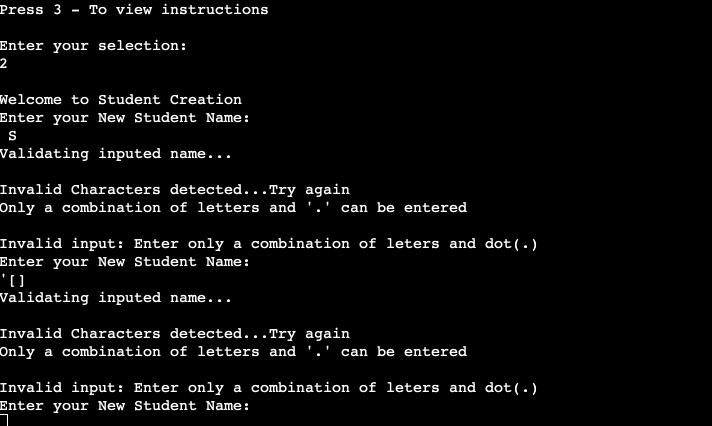 Press 3 - To view instructions
Enter your selection:
2
Welcome to Student Creation
Enter your New Student Name:
 S
Validating inputed name...
Invalid Characters detected...Try again
Only a combination of letters and '.' can be entered
Invalid input: Enter only a combination of leters and dot(.)
Enter your New Student Name:
'[]
Validating inputed name...
Invalid Characters detected...Try again
Only a combination of letters and '.' can be entered
Invalid input: Enter only a combination of leters and dot(.)
Enter your New Student Name: